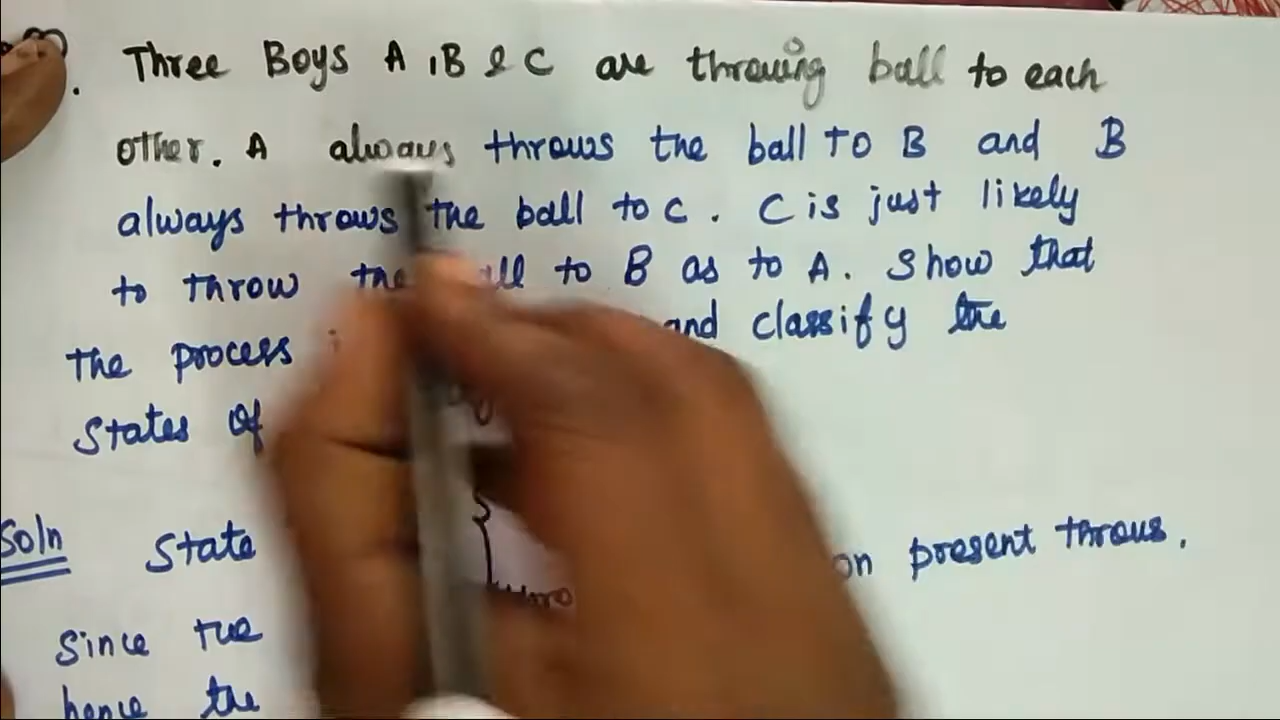 Three Boys A, B & C are throwing ball to each
other. A always throws the ball to B and B
always throws the ball to C. C is just likely
to throw the to B as to A. Show that
The process and classify the
States of
Soln State on present throws.
Since the
hence the